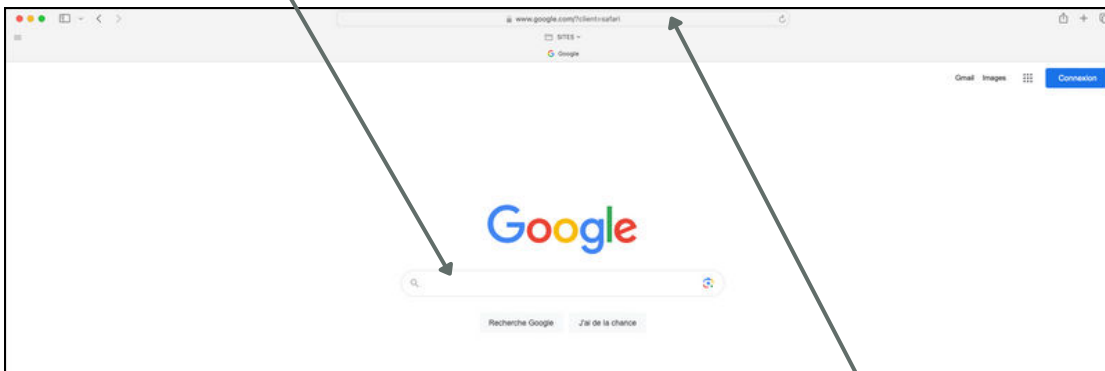 www.google.com/?client=safari
SITES
Google
Gmail Images Connexion
Google
Recherche Google J'ai de la chance